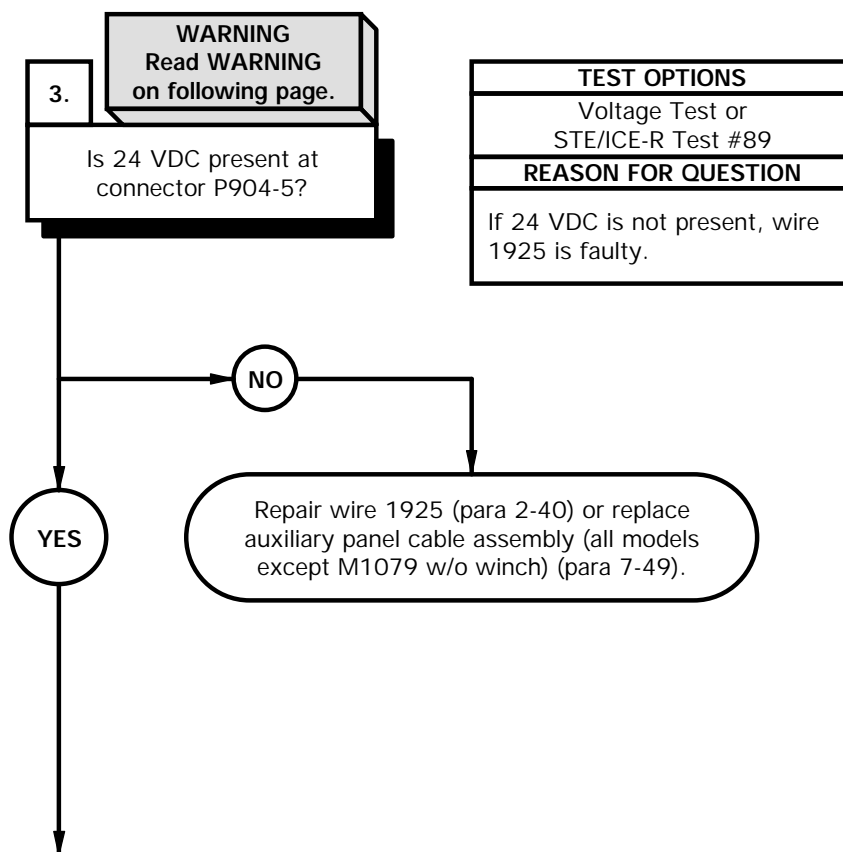 WARNING
Read WARNING
on following page.
3.
Is 24 VDC present at
connector P904-5?
TEST OPTIONS
Voltage Test or
STE/ICE-R Test #89
REASON FOR QUESTION
If 24 VDC is not present, wire
1925 is faulty.
NO
YES
Repair wire 1925 (para 2-40) or replace
auxiliary panel cable assembly (all models
except M1079 w/o winch) (para 7-49).